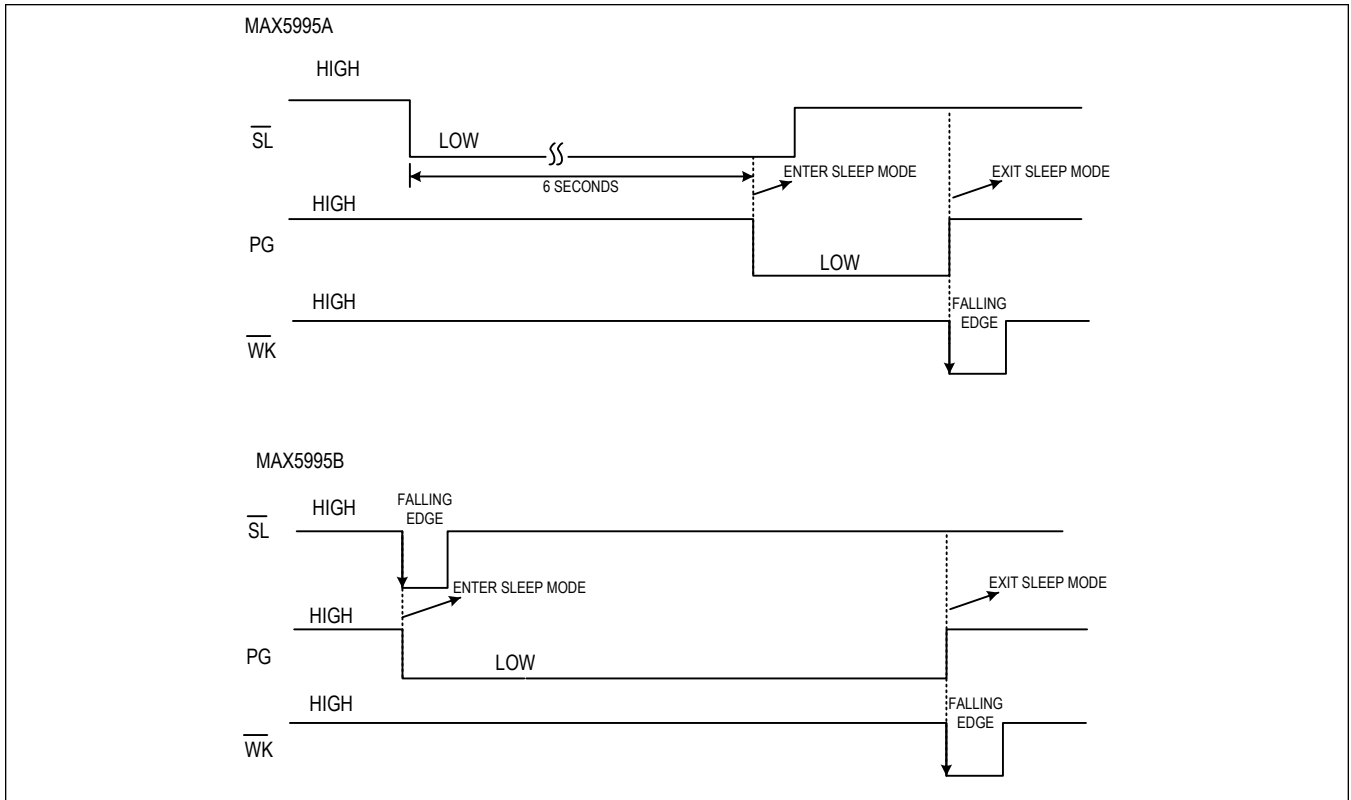 MAX5995A
HIGH
SL
LOW
6 SECONDS
ENTER SLEEP MODE
EXIT SLEEP MODE
HIGH
PG
LOW
HIGH
FALLING
EDGE
WK
MAX5995B
HIGH
FALLING
EDGE
SL
ENTER SLEEP MODE
EXIT SLEEP MODE
HIGH
PG
LOW
HIGH
FALLING
EDGE
WK